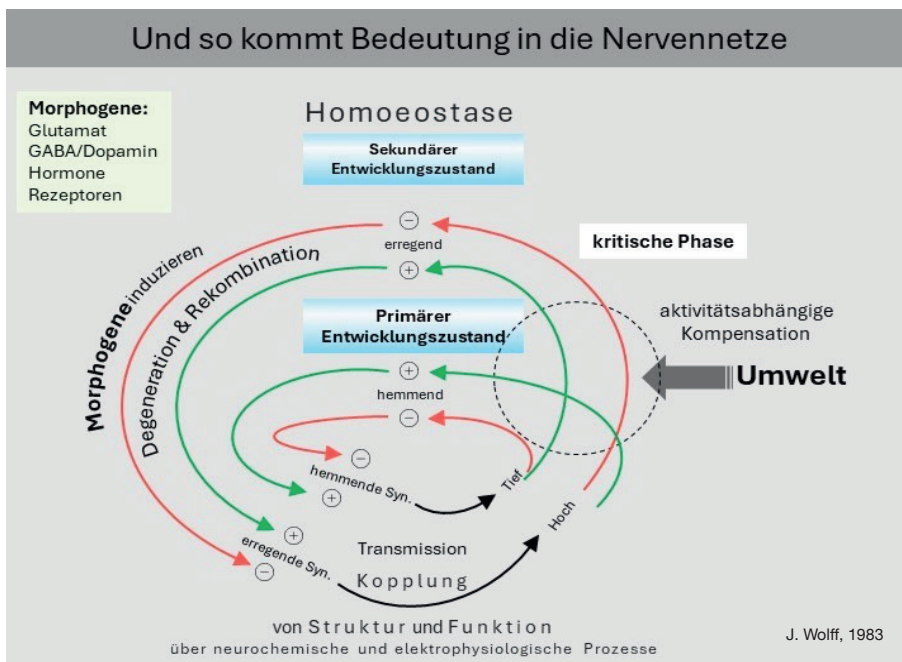 Und so kommt Bedeutung in die Nervennetze
Morphogene:
Glutamat
GABA/Dopamin
Hormone
Rezeptoren
Homoeostase
Sekundärer
Entwicklungszustand
−
erregend
+
kritische Phase
Morphogene induzieren
Degeneration & Rekombination
Primärer
Entwicklungszustand
aktivitätsabhängige
Kompensation
Umwelt
+
hemmend
−
−
hemmende Syn.
+
Tief
Hoch
+
erregende Syn.
−
Transmission
Kopplung
von Struktur und Funktion
über neurochemische und elektrophysiologische Prozesse
J. Wolff, 1983